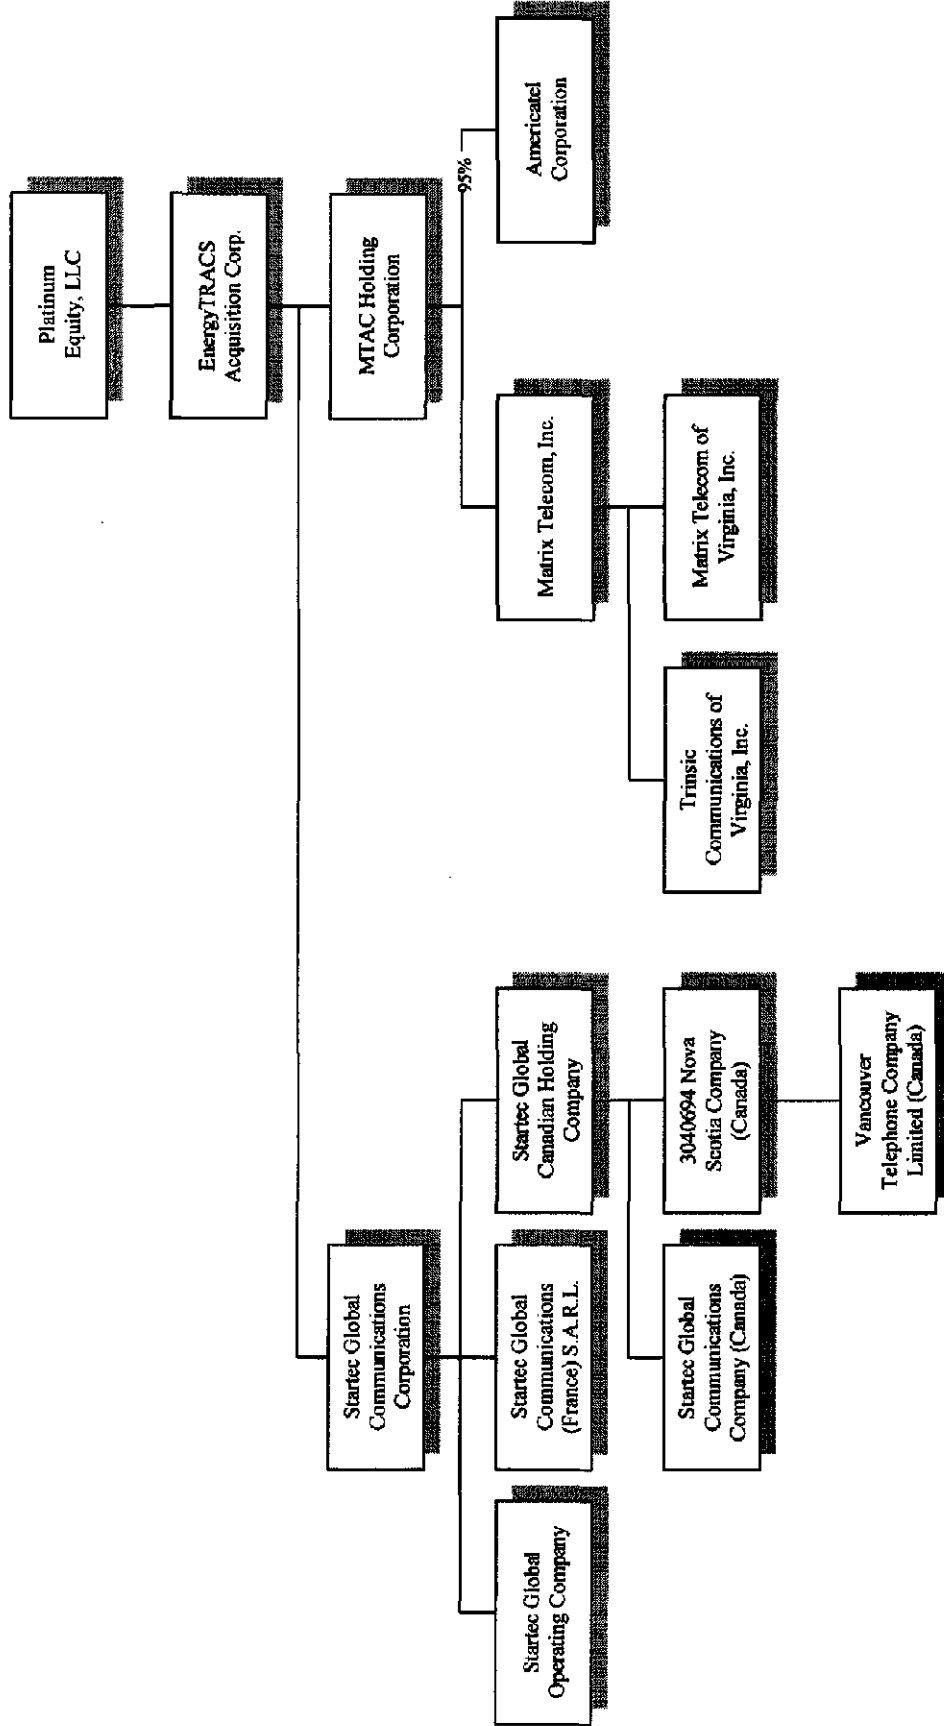 Platinum
Equity, LLC
EnergyTRACS
Acquisition Corp.
Startec Global
Communications
Corporation
MTAC Holding
Corporation
95%
Startec Global
Operating Company
Startec Global
Communications
(France) S.A.R.L.
Startec Global
Canadian Holding
Company
Matrix Telecom, Inc.
Americatel
Corporation
Startec Global
Communications
Company (Canada)
3040694 Nova
Scotia Company
(Canada)
Trinsic
Communications of
Virginia, Inc.
Matrix Telecom of
Virginia, Inc.
Vancouver
Telephone Company
Limited (Canada)